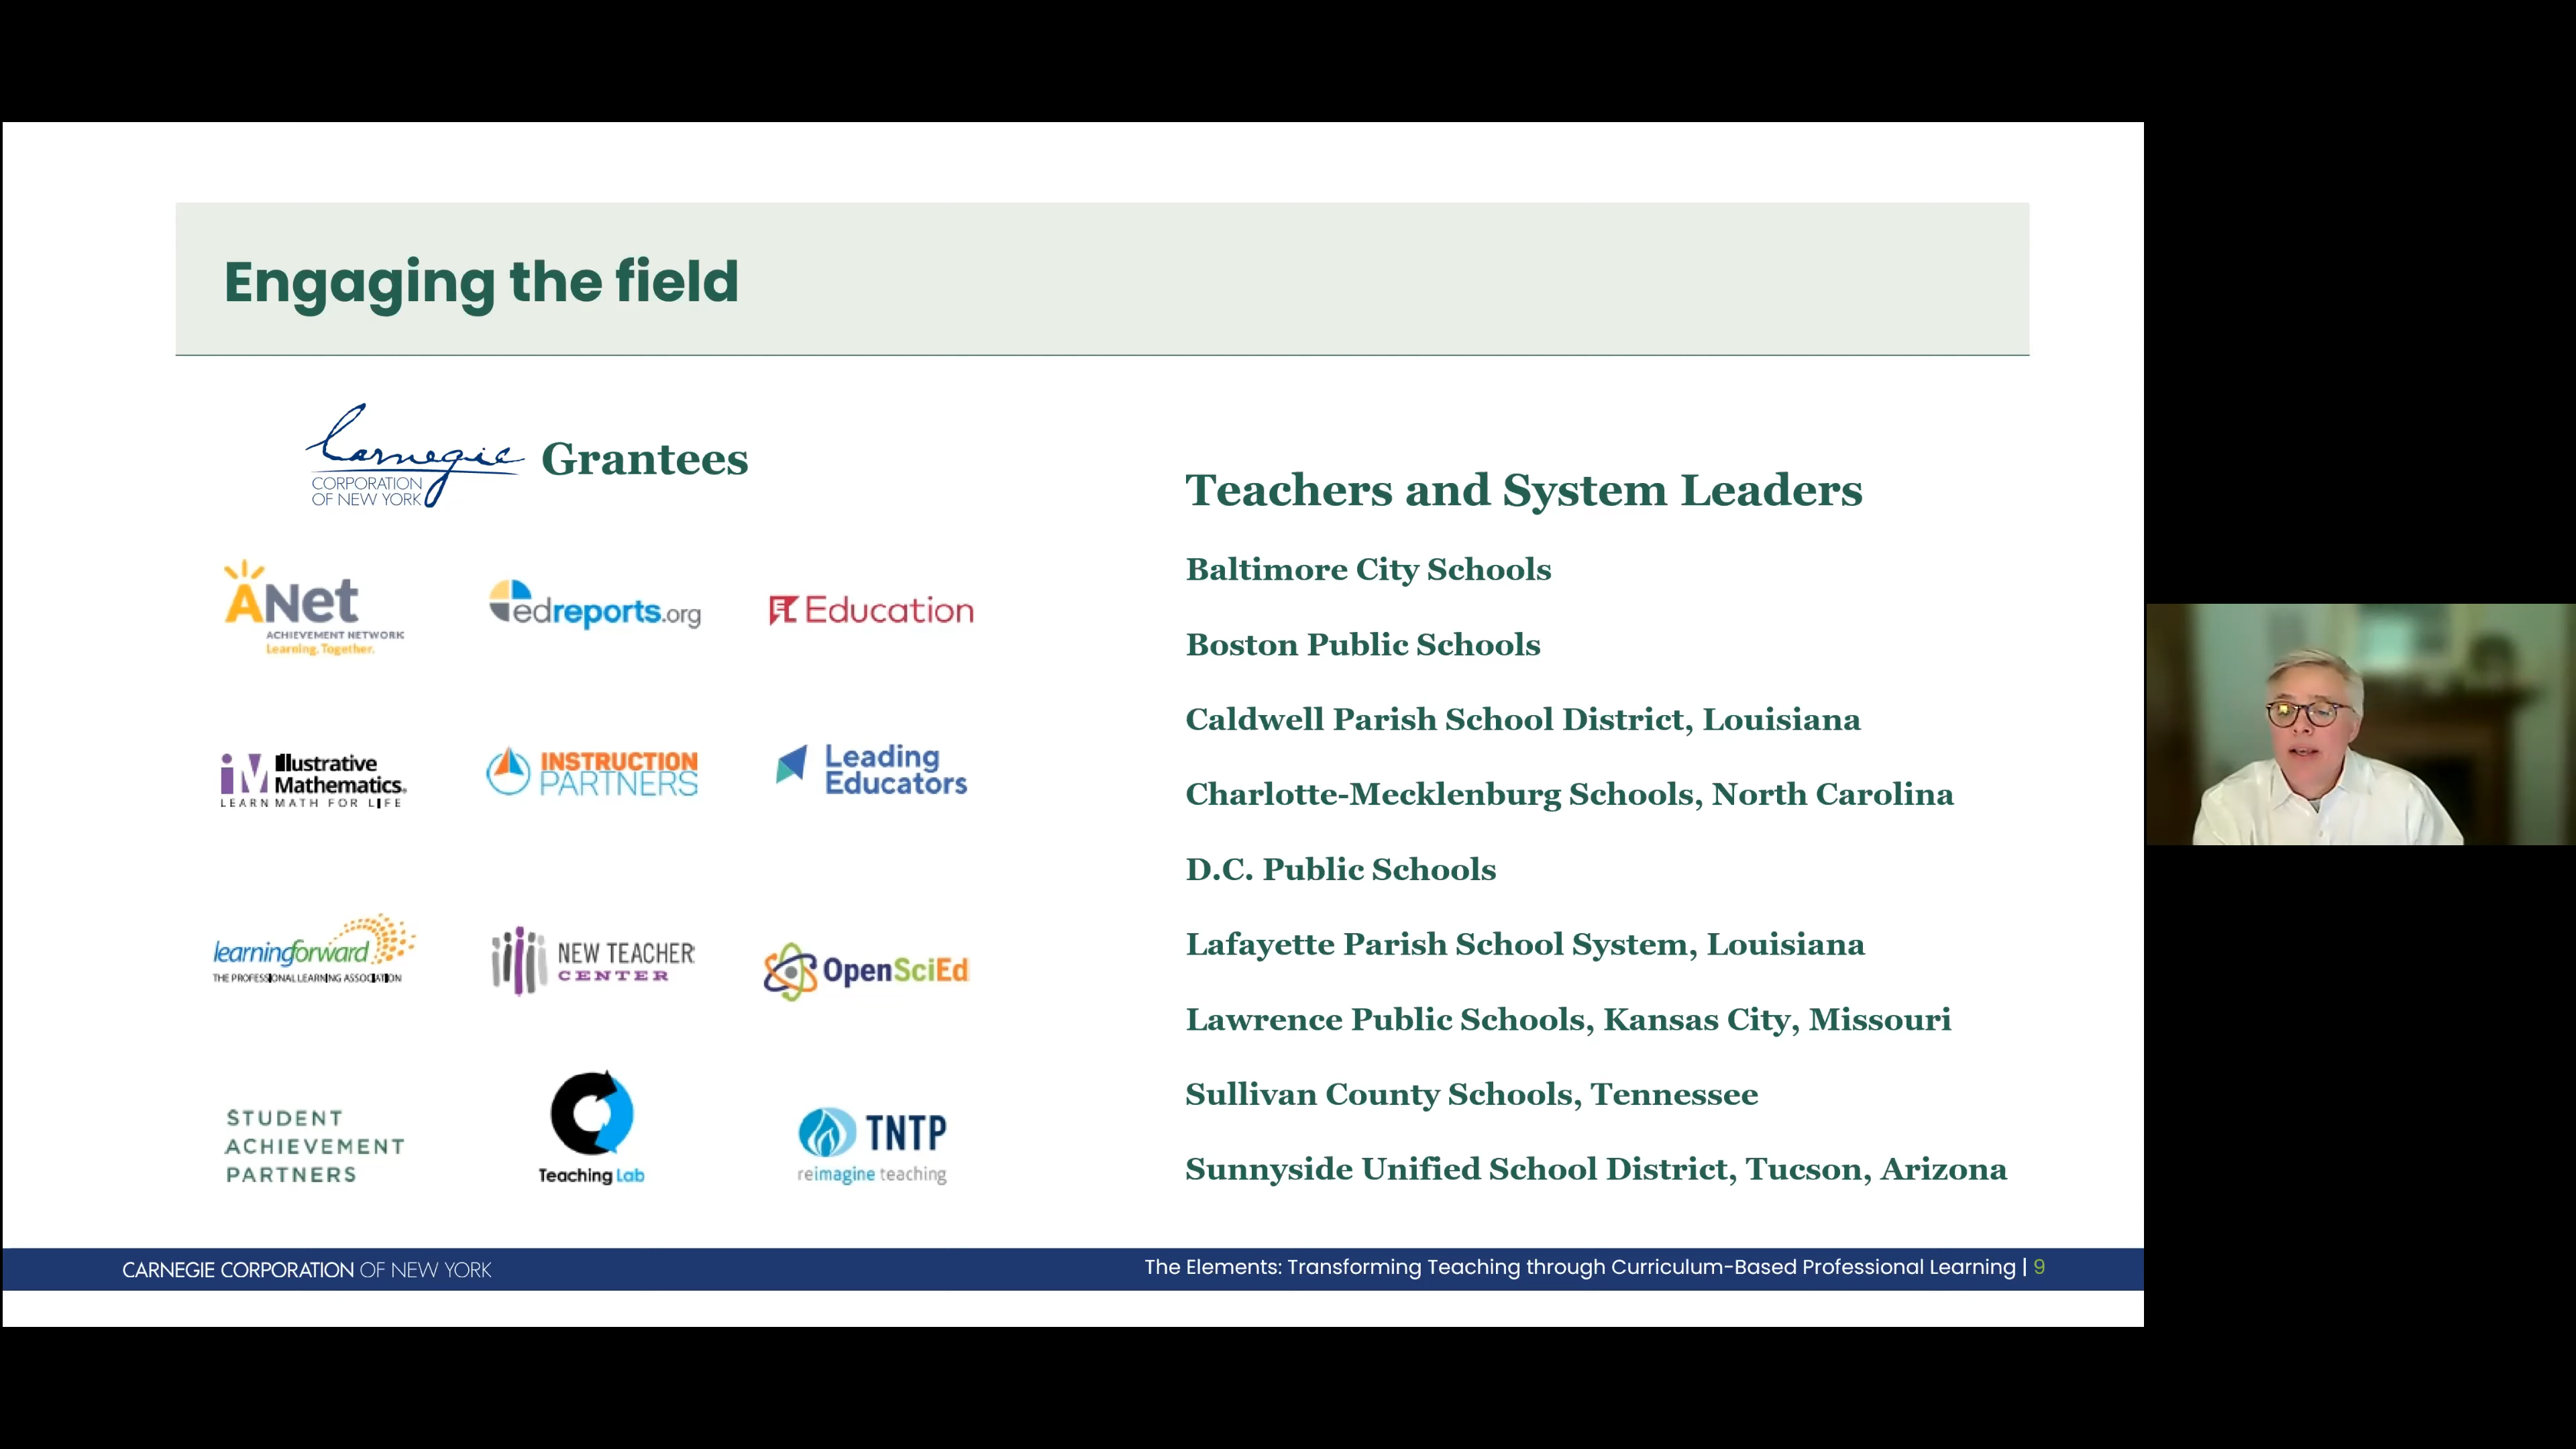 Engaging the field
Carnegie
CORPORATION
OF NEW YORK
Grantees
ANet
ACHIEVEMENT NETWORK
Learning. Together.
edreports.org
EL Education
iM Illustrative
Mathematics®
LEARN MATH FOR LIFE
INSTRUCTION
PARTNERS
Leading
Educators
learningforward
THE PROFESSIONAL LEARNING ASSOCIATION
NEW TEACHER
CENTER
OpenSciEd
STUDENT
ACHIEVEMENT
PARTNERS
Teaching Lab
TNTP
reimagine teaching
Teachers and System Leaders
Baltimore City Schools
Boston Public Schools
Caldwell Parish School District, Louisiana
Charlotte-Mecklenburg Schools, North Carolina
D.C. Public Schools
Lafayette Parish School System, Louisiana
Lawrence Public Schools, Kansas City, Missouri
Sullivan County Schools, Tennessee
Sunnyside Unified School District, Tucson, Arizona
CARNEGIE CORPORATION OF NEW YORK
The Elements: Transforming Teaching through Curriculum-Based Professional Learning | 9